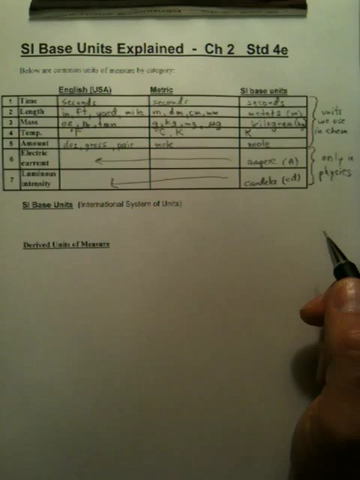 SI Base Units Explained - Ch 2 Std 4e
Below are common units of measure by category:
English (USA) Metric SI base units
1 Time seconds seconds seconds
2 Length in, ft, yard, mile m, dm, cm, mm meters (m)
3 Mass oz, lb, ton g, kg, mg, µg kilogram (kg)
4 Temp. °F °C, K K
5 Amount doz, gross, pair mole mole
6 Electric current ampere (A)
7 Luminous intensity candela (cd)
units
we use
in chem
only in
physics
SI Base Units (International System of Units)
Derived Units of Measure